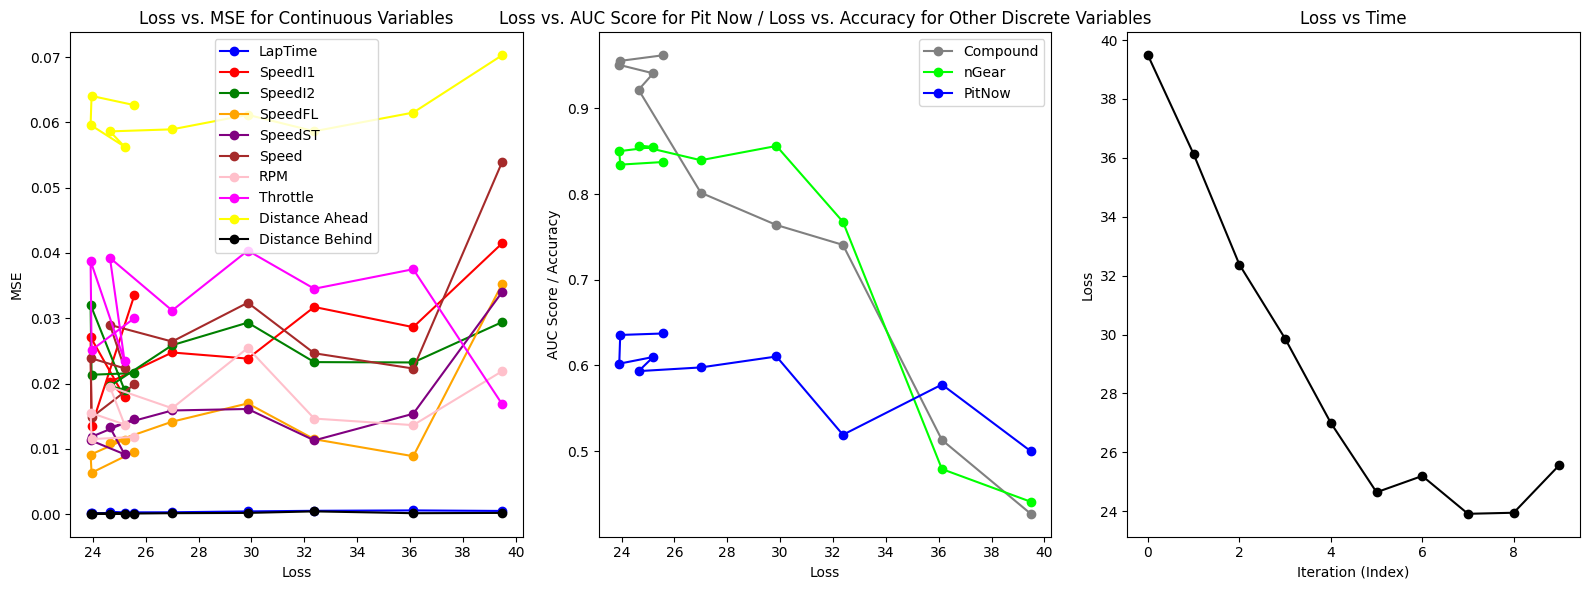 Loss vs. MSE for Continuous Variables
MSE
0.07
0.06
0.05
0.04
0.03
0.02
0.01
0.00
LapTime
SpeedI1
SpeedI2
SpeedFL
SpeedST
Speed
RPM
Throttle
Distance Ahead
Distance Behind
24 26 28 30 32 34 36 38 40
Loss
Loss vs. AUC Score for Pit Now / Loss vs. Accuracy for Other Discrete Variables
AUC Score / Accuracy
0.9
0.8
0.7
0.6
0.5
Compound
nGear
PitNow
24 26 28 30 32 34 36 38 40
Loss
Loss vs Time
Loss
40
38
36
34
32
30
28
26
24
0 2 4 6 8
Iteration (Index)